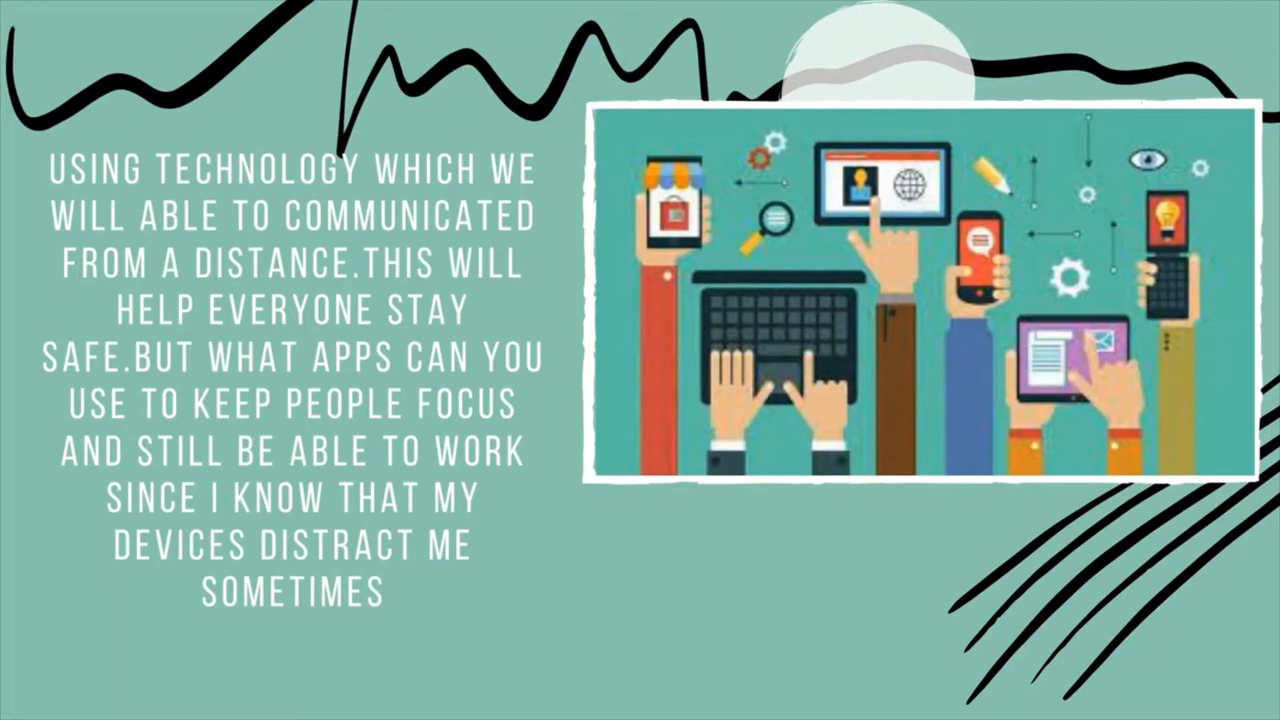 USING TECHNOLOGY WHICH WE
WILL ABLE TO COMMUNICATED
FROM A DISTANCE.THIS WILL
HELP EVERYONE STAY
SAFE.BUT WHAT APPS CAN YOU
USE TO KEEP PEOPLE FOCUS
AND STILL BE ABLE TO WORK
SINCE I KNOW THAT MY
DEVICES DISTRACT ME
SOMETIMES